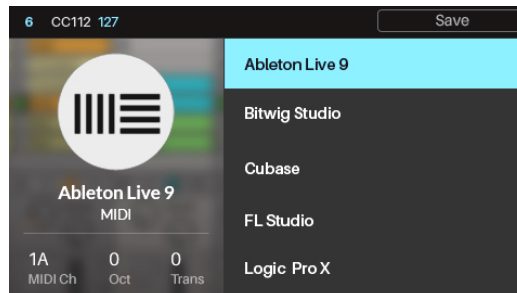 6 CC112 127
Save
Ableton Live 9
MIDI
1A 0 0
MIDI Ch Oct Trans
Ableton Live 9
Bitwig Studio
Cubase
FL Studio
Logic Pro X